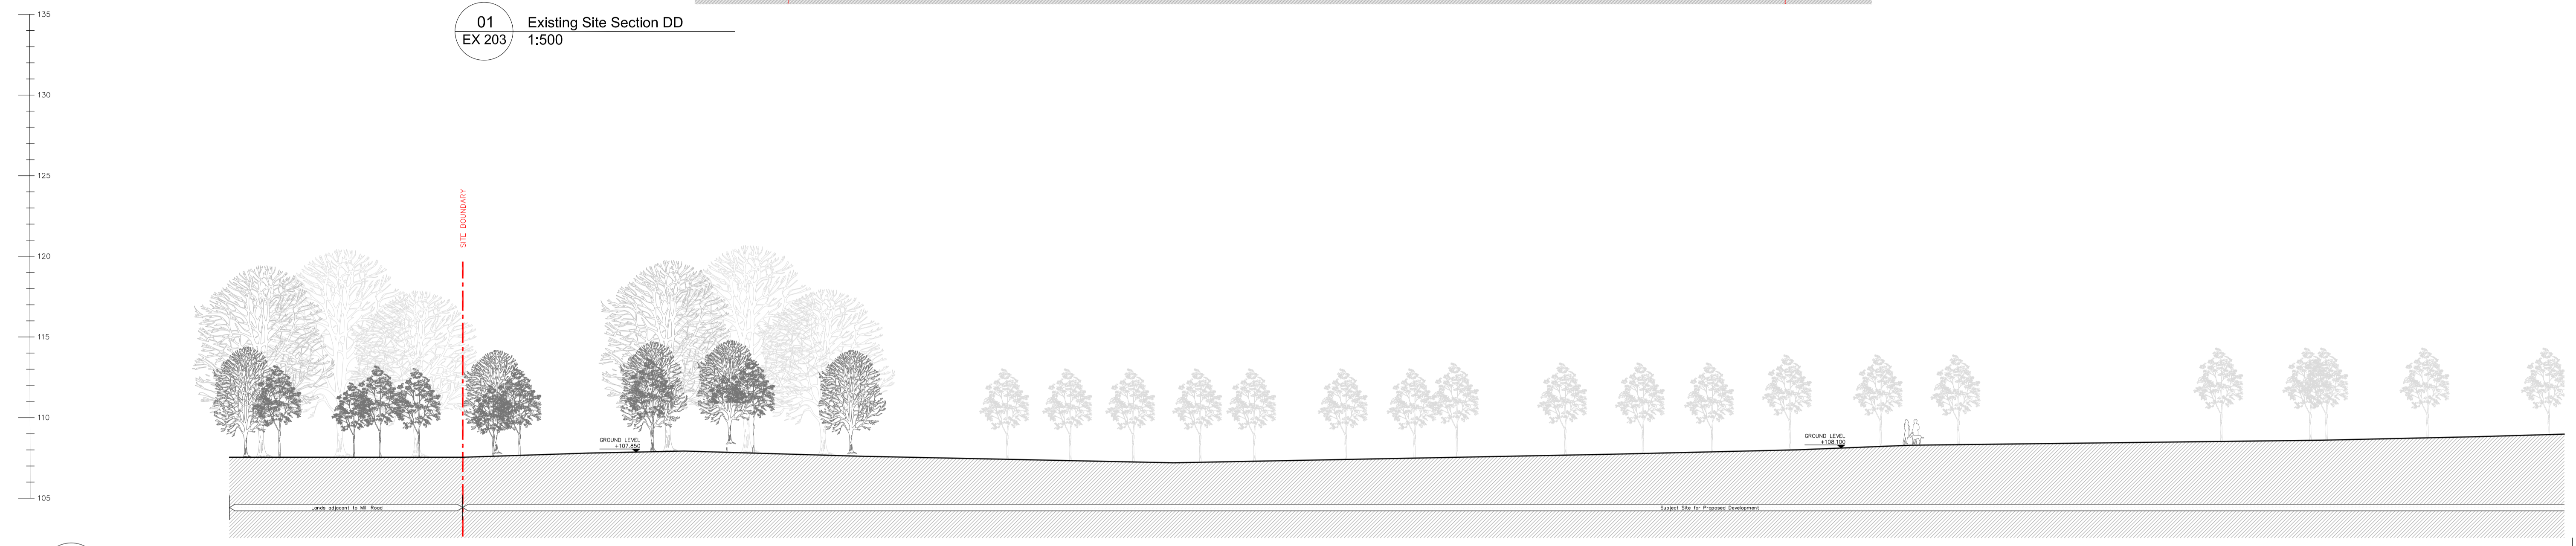 135
130
125
120
115
110
105
01
EX 203
Existing Site Section DD
1:500
SITE BOUNDARY
GROUND LEVEL
+107.850
GROUND LEVEL
+108.100
Lands adjacent to Mill Road
Subject Site for Proposed Development